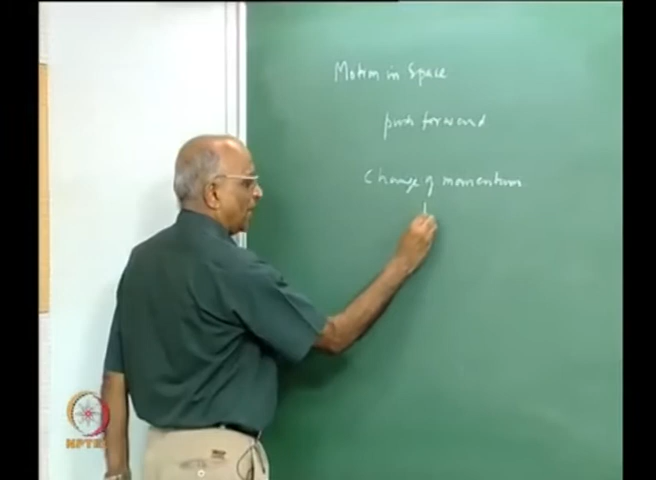 Motion in Space
push forward
Change of momentum
NPTEL